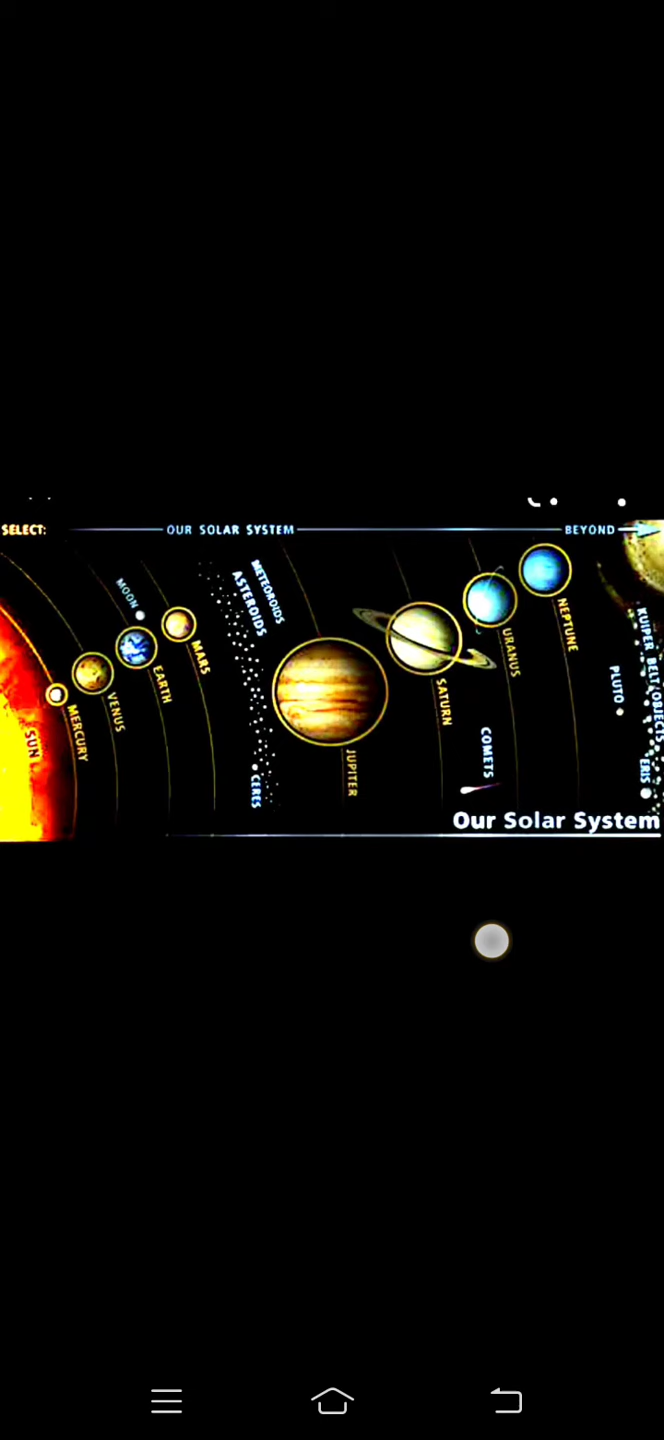 SELECT:
OUR SOLAR SYSTEM
BEYOND
SUN
MERCURY
VENUS
MOON
EARTH
MARS
METEOROIDS
ASTEROIDS
CERES
JUPITER
SATURN
COMETS
URANUS
NEPTUNE
PLUTO
KUIPER BELT OBJECTS
ERIS
Our Solar System